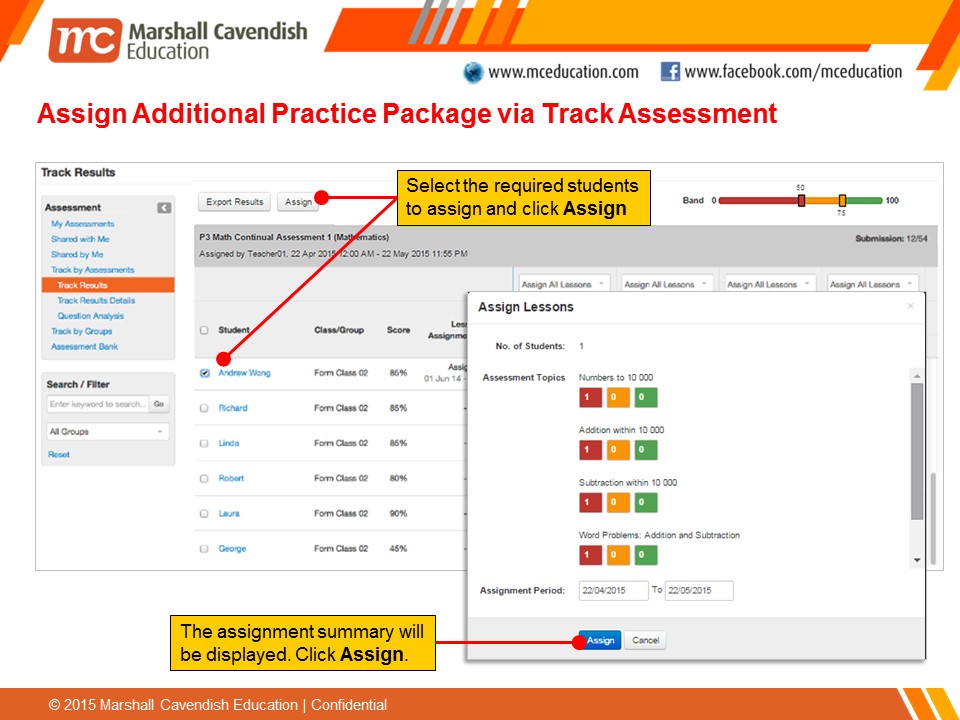 mc Marshall Cavendish
Education
www.mceducation.com
www.facebook.com/mceducation
Assign Additional Practice Package via Track Assessment
Track Results
Assessment
My Assessments
Shared with Me
Shared by Me
Track by Assessments
Track Results
Track Results Details
Question Analysis
Track by Groups
Assessment Bank
Search / Filter
Enter keyword to search... Go
All Groups
Reset
Export Results Assign
Select the required students
to assign and click Assign
Band 0 50 75 100
P3 Math Continual Assessment 1 (Mathematics)
Submission: 12/54
Assigned by Teacher01, 22 Apr 2015 12:00 AM - 22 May 2015 11:55 PM
Assign All Lessons Assign All Lessons Assign All Lessons Assign All Lessons
Student Class/Group Score
Andrew Wong Form Class 02 85%
01 Jun 14 -
Richard Form Class 02 85%
Linda Form Class 02 85%
Robert Form Class 02 80%
Laura Form Class 02 90%
George Form Class 02 45%
Assign Lessons
No. of Students: 1
Assessment Topics Numbers to 10 000
1 0 0
Addition within 10 000
1 0 0
Subtraction within 10 000
1 0 0
Word Problems: Addition and Subtraction
1 0 0
Assignment Period: 22/04/2015 To 22/05/2015
Assign Cancel
The assignment summary will
be displayed. Click Assign.
© 2015 Marshall Cavendish Education | Confidential